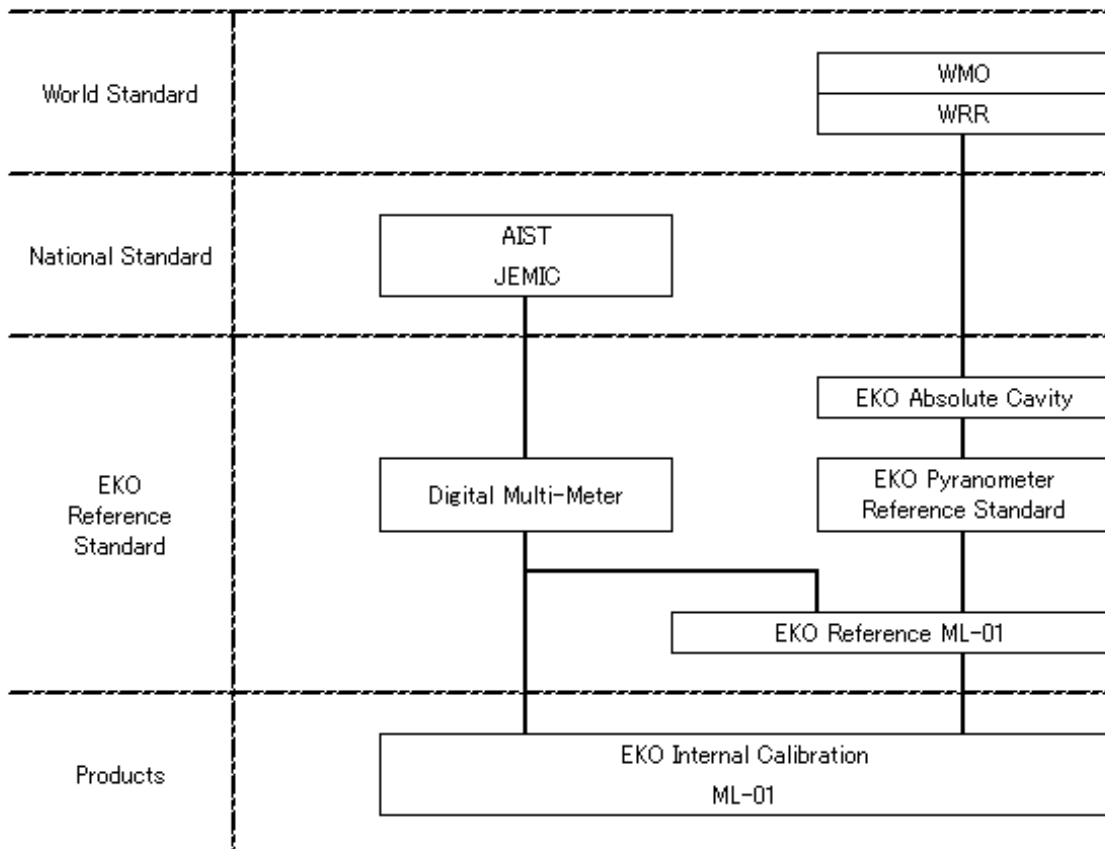 World Standard
WMO
WRR
National Standard
AIST
JEMIC
EKO
Reference
Standard
EKO Absolute Cavity
Digital Multi-Meter
EKO Pyranometer
Reference Standard
EKO Reference ML-01
Products
EKO Internal Calibration
ML-01